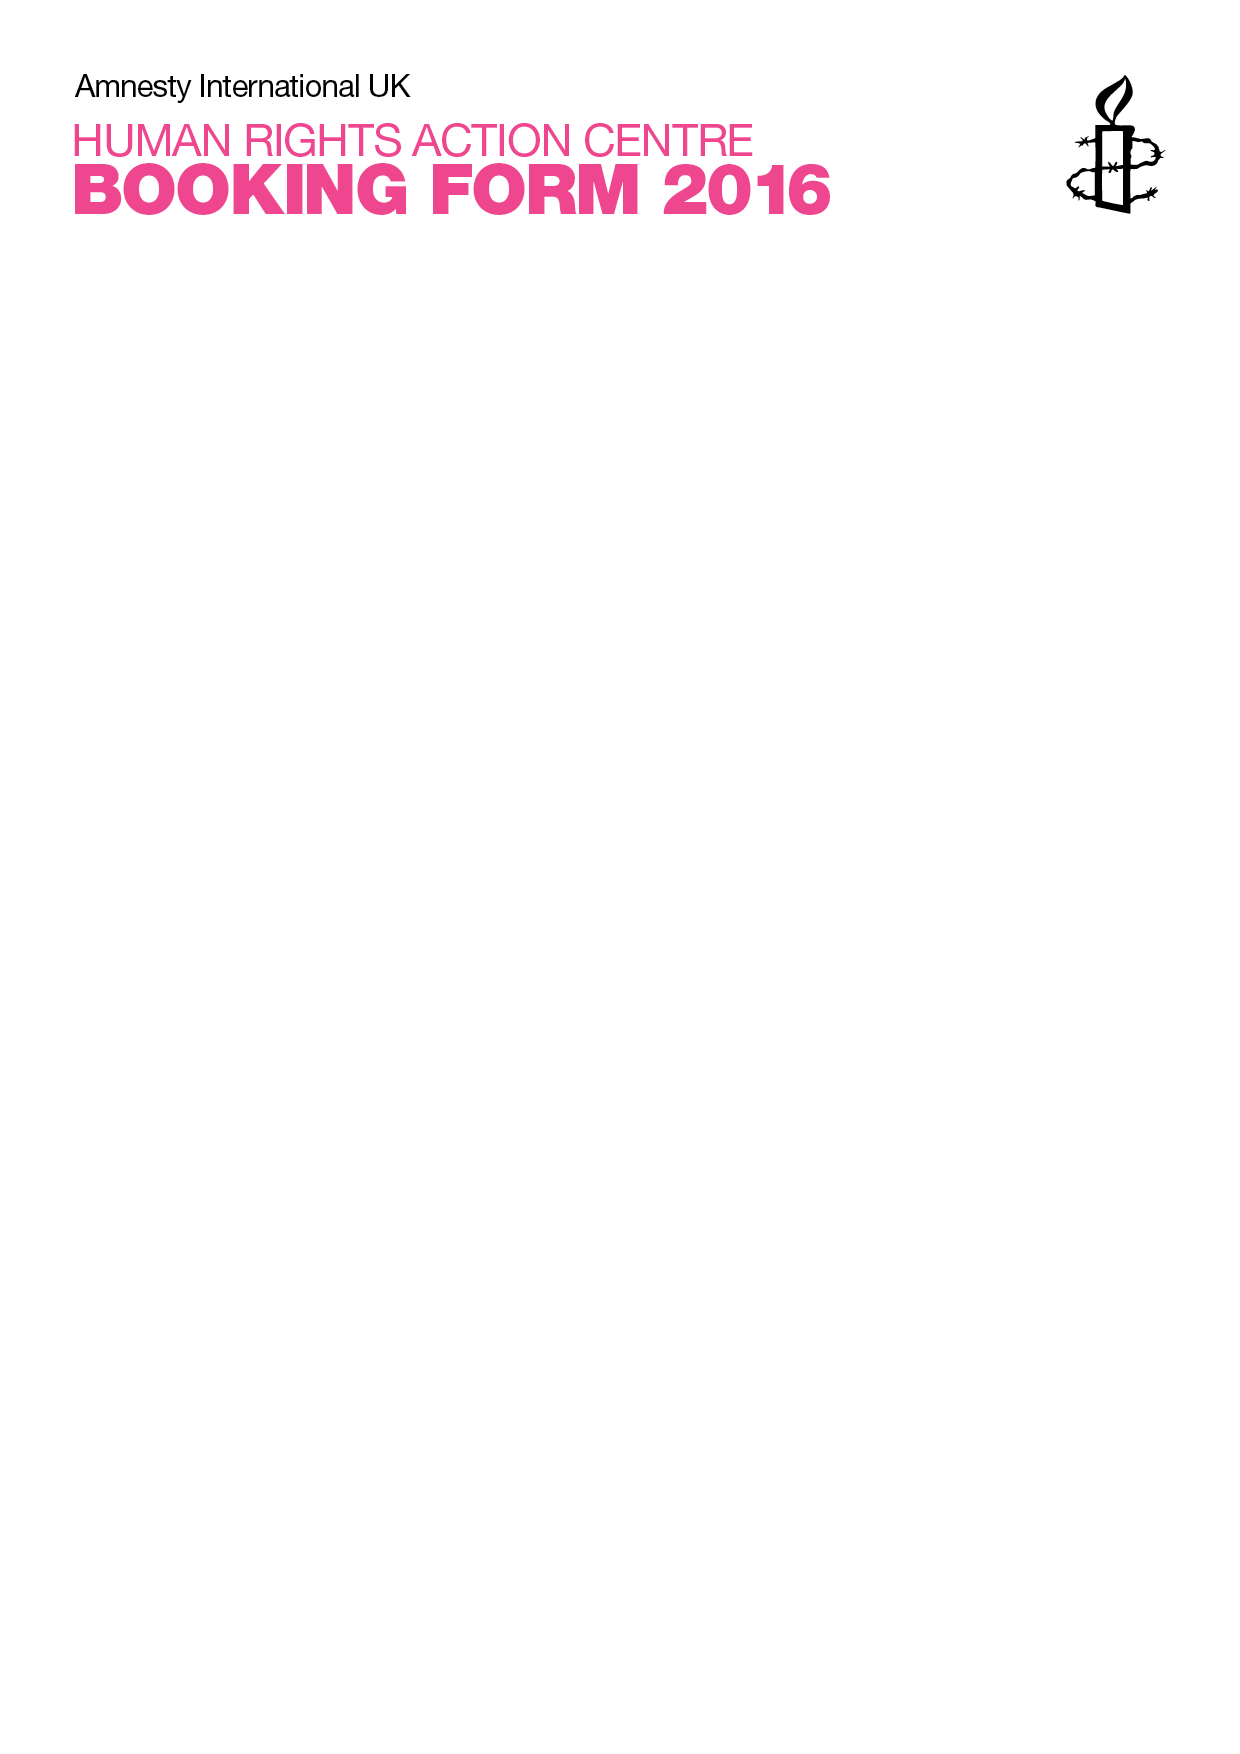 Amnesty International UK
HUMAN RIGHTS ACTION CENTRE
BOOKING FORM 2016